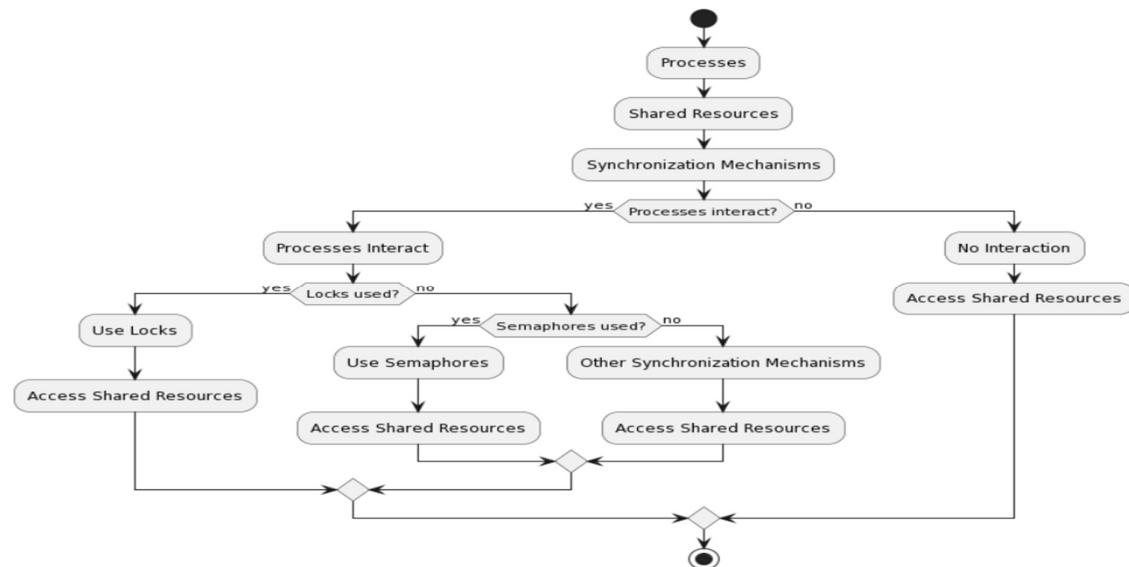 Processes
Shared Resources
Synchronization Mechanisms
yes
Processes interact?
no
Processes Interact
No Interaction
yes
Locks used?
no
Access Shared Resources
Use Locks
yes
Semaphores used?
no
Use Semaphores
Other Synchronization Mechanisms
Access Shared Resources
Access Shared Resources
Access Shared Resources